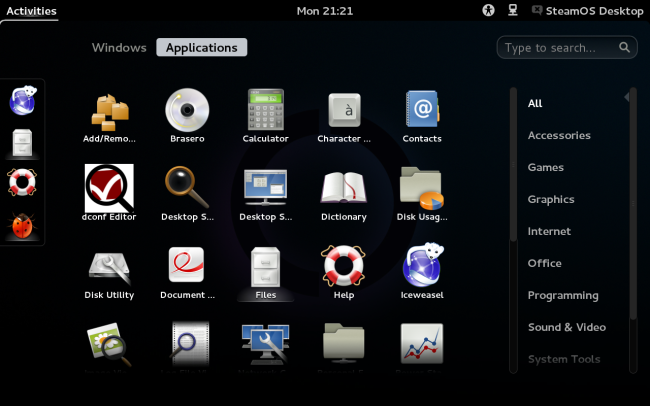 Activities
Mon 21:21
SteamOS Desktop
Windows
Applications
Type to search...
Add/Remo...
Brasero
Calculator
Character ...
Contacts
dconf Editor
Desktop S...
Desktop S...
Dictionary
Disk Usag...
Disk Utility
Document ...
Files
Help
Iceweasel
All
Accessories
Games
Graphics
Internet
Office
Programming
Sound & Video
System Tools
à
@